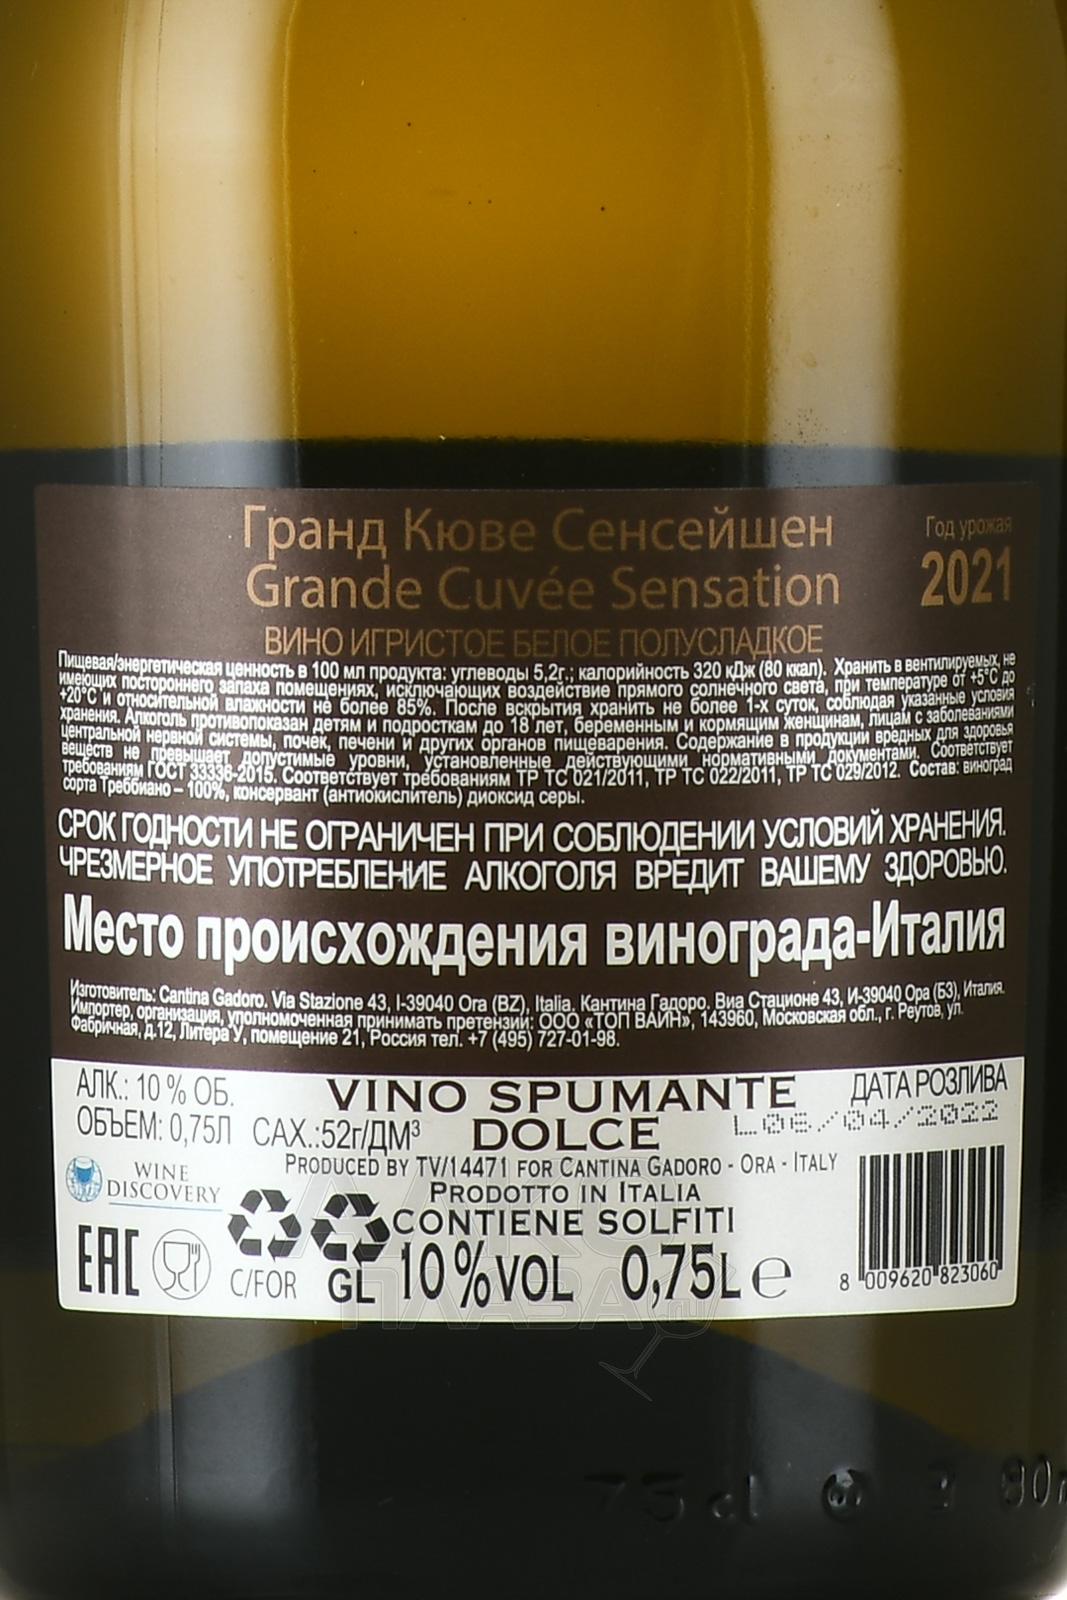 Гранд Кюве Сенсейшен
Grande Cuvée Sensation
Год урожая
2021
ВИНО ИГРИСТОЕ БЕЛОЕ ПОЛУСЛАДКОЕ
Пищевая/энергетическая ценность в 100 мл продукта: углеводы 5,2г.; калорийность 320 кДж (80 ккал). Хранить в вентилируемых, не
имеющих постороннего запаха помещениях, исключающих воздействие прямого солнечного света, при температуре от +5°С до
+20°С и относительной влажности не более 85%. После вскрытия хранить не более 1-х суток, соблюдая указанные условия
хранения. Алкоголь противопоказан детям и подросткам до 18 лет, беременным и кормящим женщинам, лицам с заболеваниями
центральной нервной системы, почек, печени и других органов пищеварения. Содержание в продукции вредных для здоровья
веществ не превышает допустимые уровни, установленные действующими нормативными документами. Соответствует
требованиям ГОСТ 33336-2015. Соответствует требованиям ТР ТС 021/2011, ТР ТС 022/2011, ТР ТС 029/2012. Состав: виноград
сорта Треббиано – 100%, консервант (антиокислитель) диоксид серы.
СРОК ГОДНОСТИ НЕ ОГРАНИЧЕН ПРИ СОБЛЮДЕНИИ УСЛОВИЙ ХРАНЕНИЯ.
ЧРЕЗМЕРНОЕ УПОТРЕБЛЕНИЕ АЛКОГОЛЯ ВРЕДИТ ВАШЕМУ ЗДОРОВЬЮ.
Место происхождения винограда-Италия
Изготовитель: Cantina Gadoro. Via Stazione 43, I-39040 Ora (BZ), Italia. Кантина Гадоро. Виа Стационе 43, И-39040 Ора (БЗ), Италия.
Импортер, организация, уполномоченная принимать претензии: ООО «ТОП ВАЙН», 143960, Московская обл., г. Реутов, ул.
Фабричная, д.12, Литера У, помещение 21, Россия тел. +7 (495) 727-01-98.
АЛК.: 10 % ОБ.
ОБЪЕМ: 0,75Л САХ.:52г/ДМ³
VINO SPUMANTE
DOLCE
ДАТА РОЗЛИВА
L06/04/2022
WINE
DISCOVERY
PRODUCED BY TV/14471 FOR CANTINA GADORO - ORA - ITALY
PRODOTTO IN ITALIA
CONTIENE SOLFITI
EAC
C/FOR
GL
10%VOL 0,75L e
8 009620 823060
АЛКО
ПЛАЗА.ru
75 cl 3 80